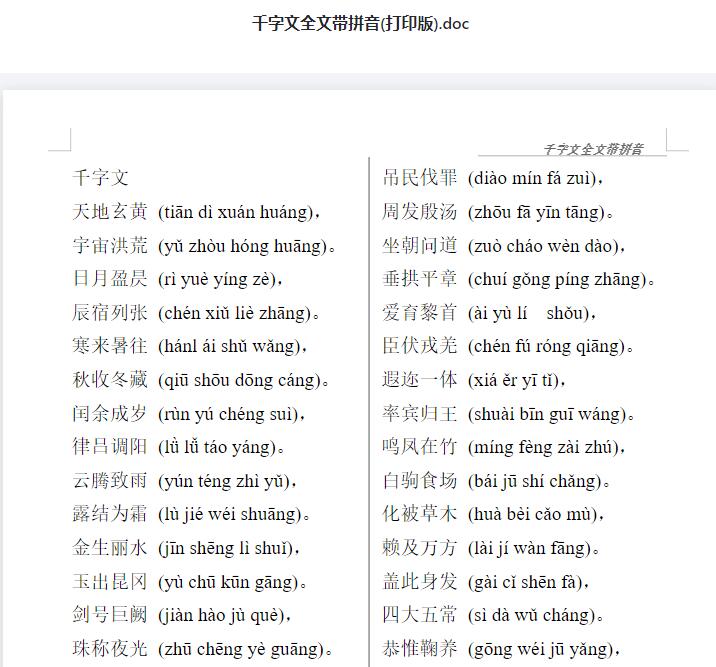 千字文全文带拼音(打印版).doc
千字文全文带拼音
千字文
天地玄黄 (tiān dì xuán huáng)，
宇宙洪荒 (yǔ zhòu hóng huāng)。
日月盈昃 (rì yuè yíng zè)，
辰宿列张 (chén xiǔ liè zhāng)。
寒来暑往 (hánl ái shǔ wǎng)，
秋收冬藏 (qiū shōu dōng cáng)。
闰余成岁 (rùn yú chéng suì)，
律吕调阳 (lǜ lǚ táo yáng)。
云腾致雨 (yún téng zhì yǔ)，
露结为霜 (lù jié wéi shuāng)。
金生丽水 (jīn shēng lì shuǐ)，
玉出昆冈 (yù chū kūn gāng)。
剑号巨阙 (jiàn hào jù què)，
珠称夜光 (zhū chēng yè guāng)。
吊民伐罪 (diào mín fá zuì)，
周发殷汤 (zhōu fā yīn tāng)。
坐朝问道 (zuò cháo wèn dào)，
垂拱平章 (chuí gǒng píng zhāng)。
爱育黎首 (ài yù lí shǒu)，
臣伏戎羌 (chén fú róng qiāng)。
遐迩一体 (xiá ěr yī tǐ)，
率宾归王 (shuài bīn guī wáng)。
鸣凤在竹 (míng fèng zài zhú)，
白驹食场 (bái jū shí chǎng)。
化被草木 (huà bèi cǎo mù)，
赖及万方 (lài jí wàn fāng)。
盖此身发 (gài cǐ shēn fà)，
四大五常 (sì dà wǔ cháng)。
恭惟鞠养 (gōng wéi jū yǎng)，